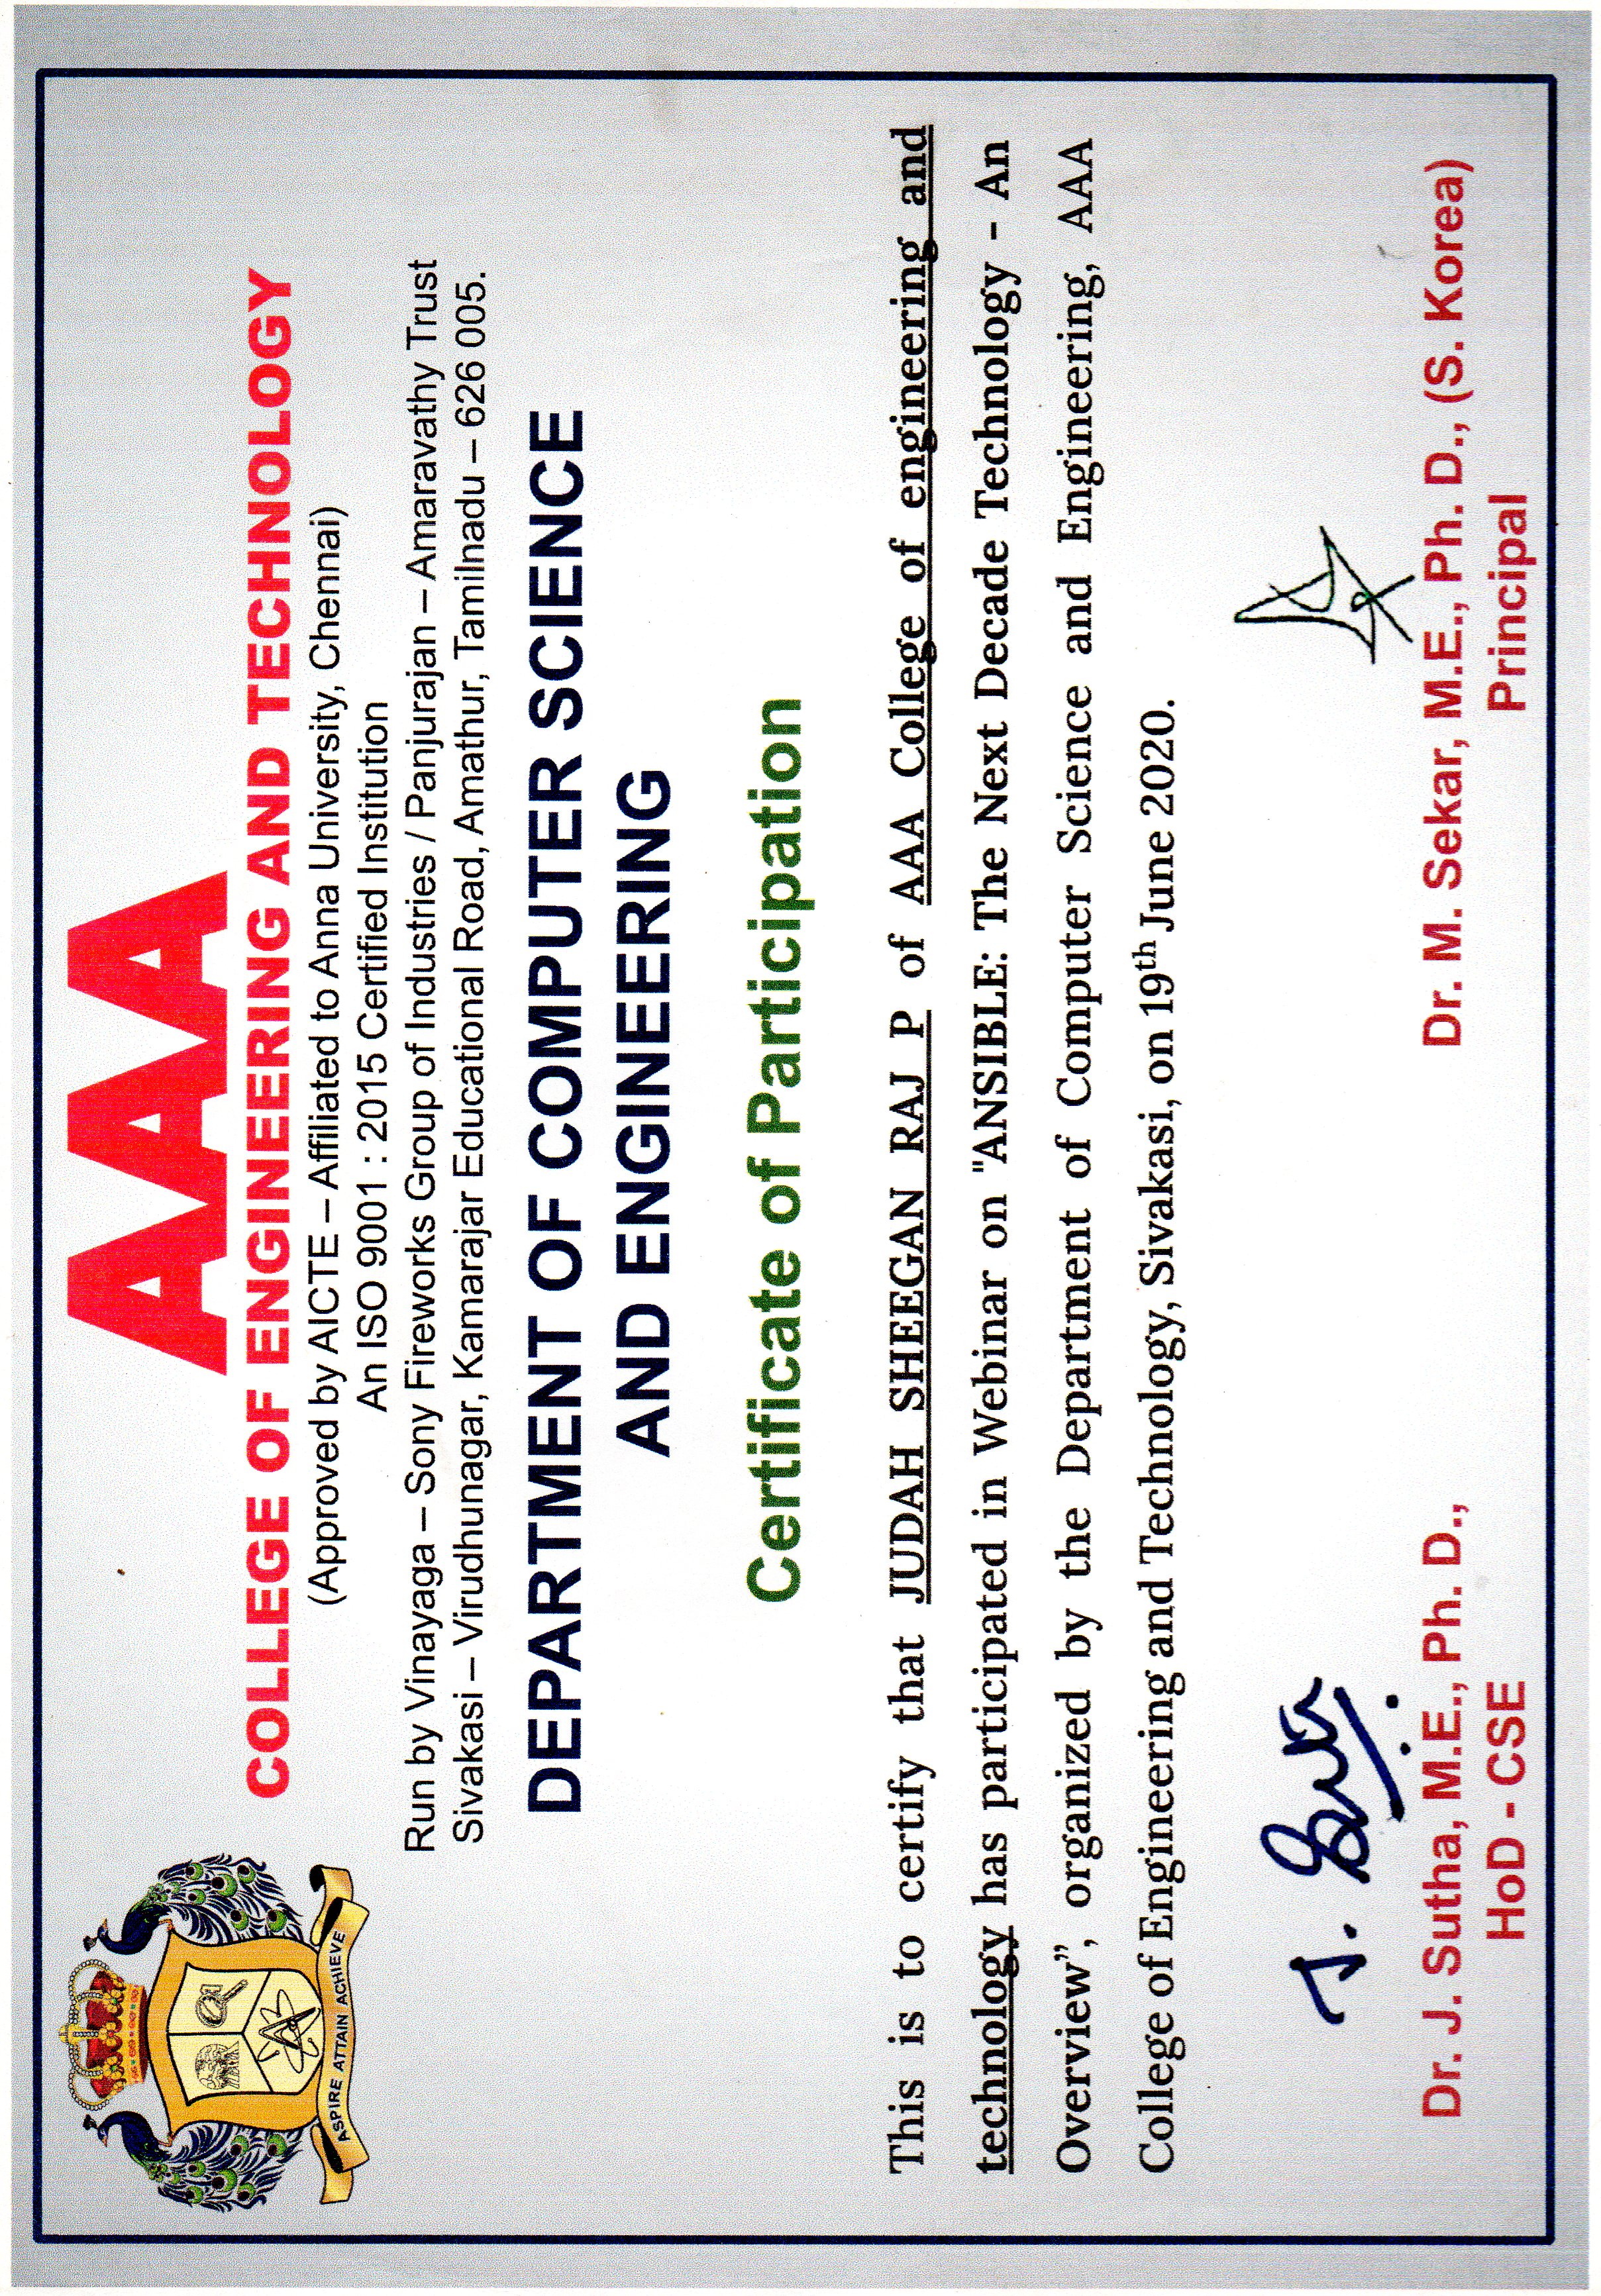 AAA
COLLEGE OF ENGINEERING AND TECHNOLOGY
(Approved by AICTE – Affiliated to Anna University, Chennai)
An ISO 9001 : 2015 Certified Institution
Run by Vinayaga – Sony Fireworks Group of Industries / Panjurajan – Amaravathy Trust
Sivakasi – Virudhunagar, Kamarajar Educational Road, Amathur, Tamilnadu – 626 005.
ASPIRE ATTAIN ACHIEVE
DEPARTMENT OF COMPUTER SCIENCE
AND ENGINEERING
Certificate of Participation
This is to certify that JUDAH SHEEGAN RAJ P of AAA College of engineering and
technology has participated in Webinar on "ANSIBLE: The Next Decade Technology - An
Overview”, organized by the Department of Computer Science and Engineering, AAA
College of Engineering and Technology, Sivakasi, on 19th June 2020.
Dr. J. Sutha, M.E., Ph. D.,
HoD - CSE
Dr. M. Sekar, M.E., Ph. D., (S. Korea)
Principal